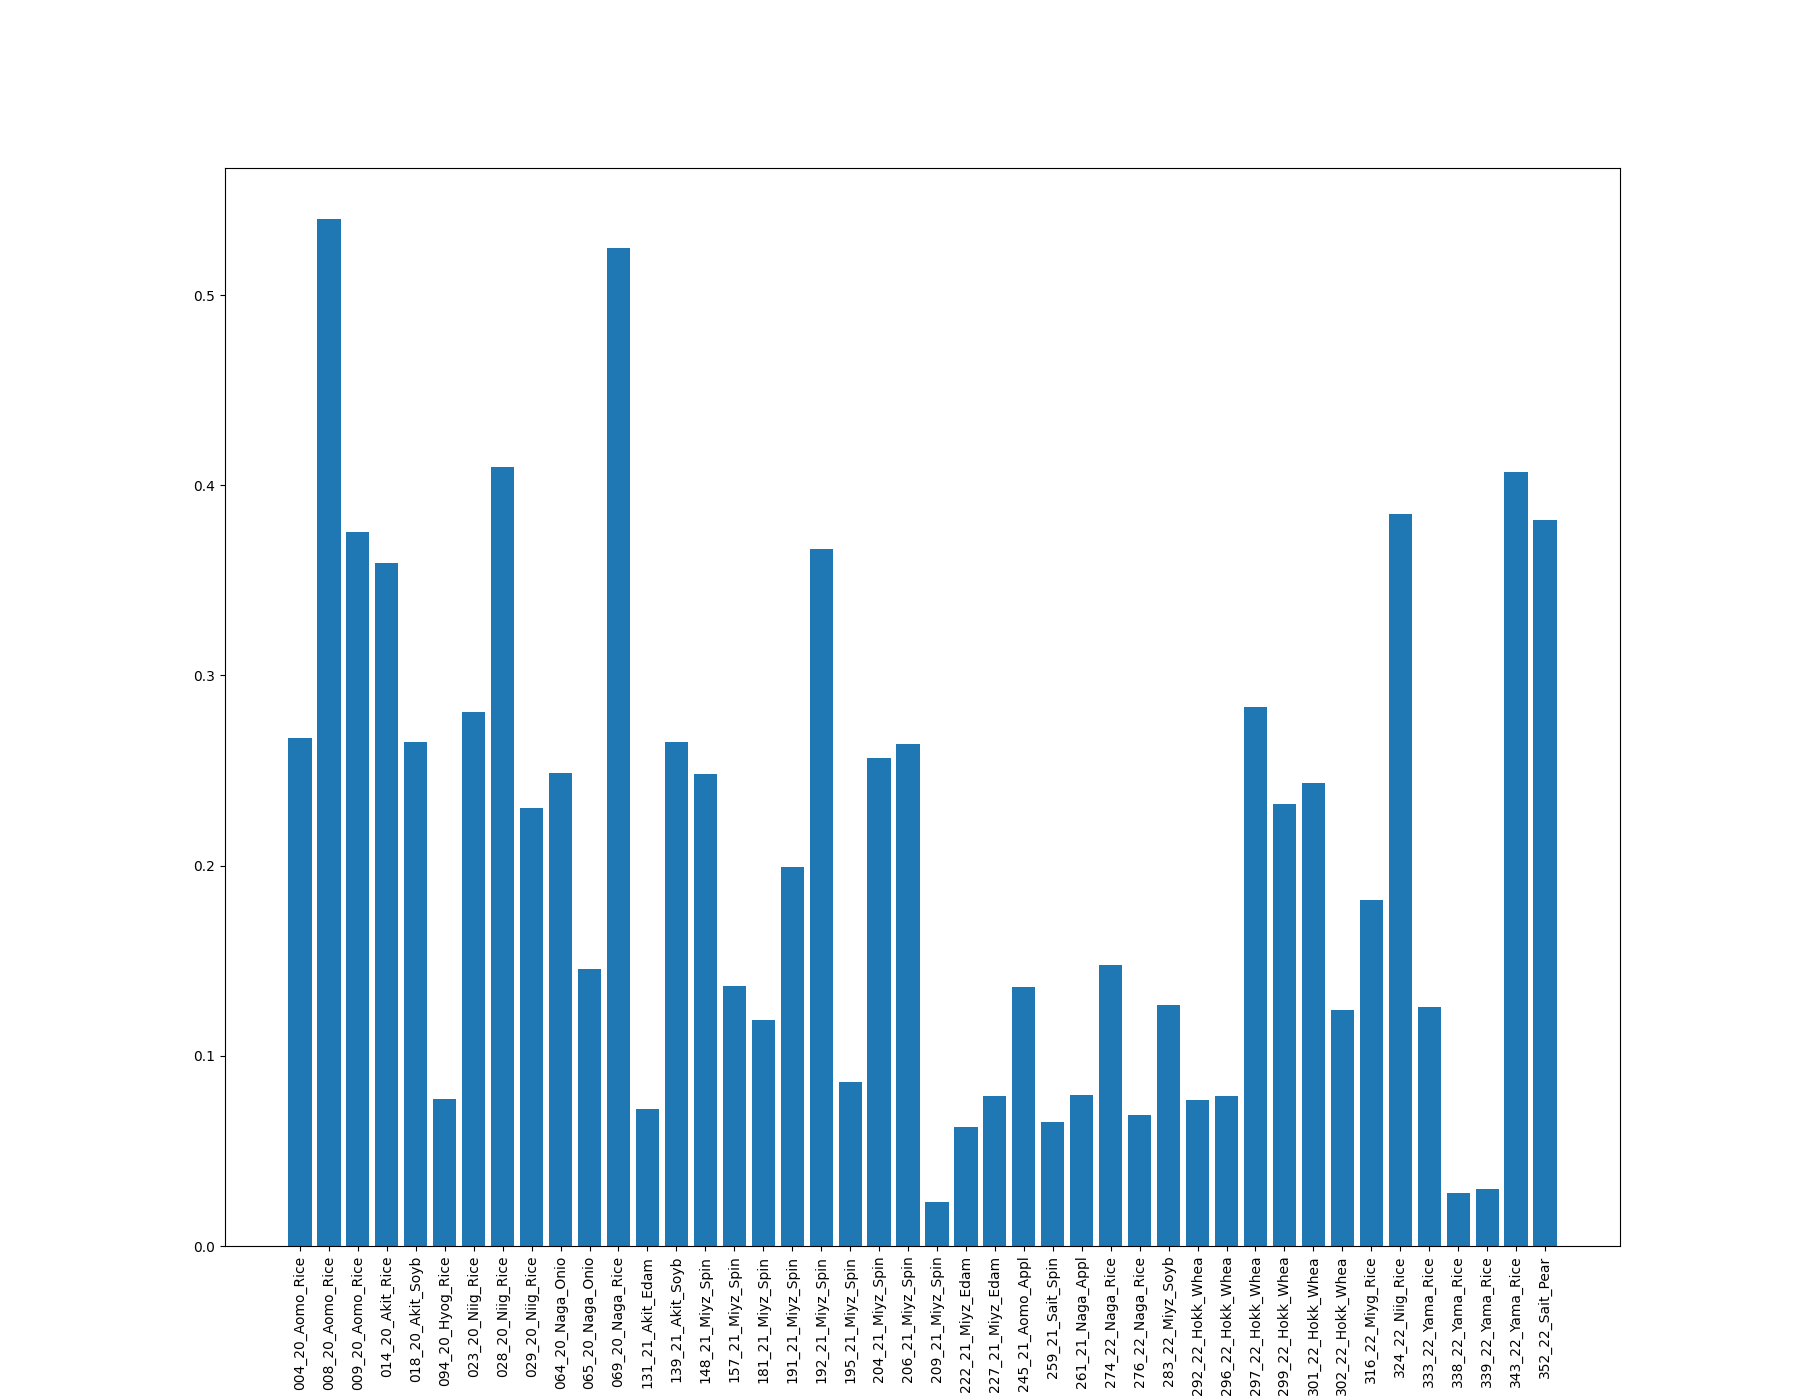 0.5
0.4
0.3
0.2
0.1
0.0
004_20_Aomo_Rice
008_20_Aomo_Rice
009_20_Aomo_Rice
014_20_Akit_Rice
018_20_Akit_Soyb
094_20_Hyog_Rice
023_20_Niig_Rice
028_20_Niig_Rice
029_20_Niig_Rice
064_20_Naga_Onio
065_20_Naga_Onio
069_20_Naga_Rice
131_21_Akit_Edam
139_21_Akit_Soyb
148_21_Miyz_Spin
157_21_Miyz_Spin
181_21_Miyz_Spin
191_21_Miyz_Spin
192_21_Miyz_Spin
195_21_Miyz_Spin
204_21_Miyz_Spin
206_21_Miyz_Spin
209_21_Miyz_Spin
222_21_Miyz_Edam
227_21_Miyz_Edam
245_21_Aomo_Appl
259_21_Sait_Spin
261_21_Naga_Appl
274_22_Naga_Rice
276_22_Naga_Rice
283_22_Miyz_Soyb
292_22_Hokk_Whea
296_22_Hokk_Whea
297_22_Hokk_Whea
299_22_Hokk_Whea
301_22_Hokk_Whea
302_22_Hokk_Whea
316_22_Miyg_Rice
324_22_Niig_Rice
333_22_Yama_Rice
338_22_Yama_Rice
339_22_Yama_Rice
343_22_Yama_Rice
352_22_Sait_Pear